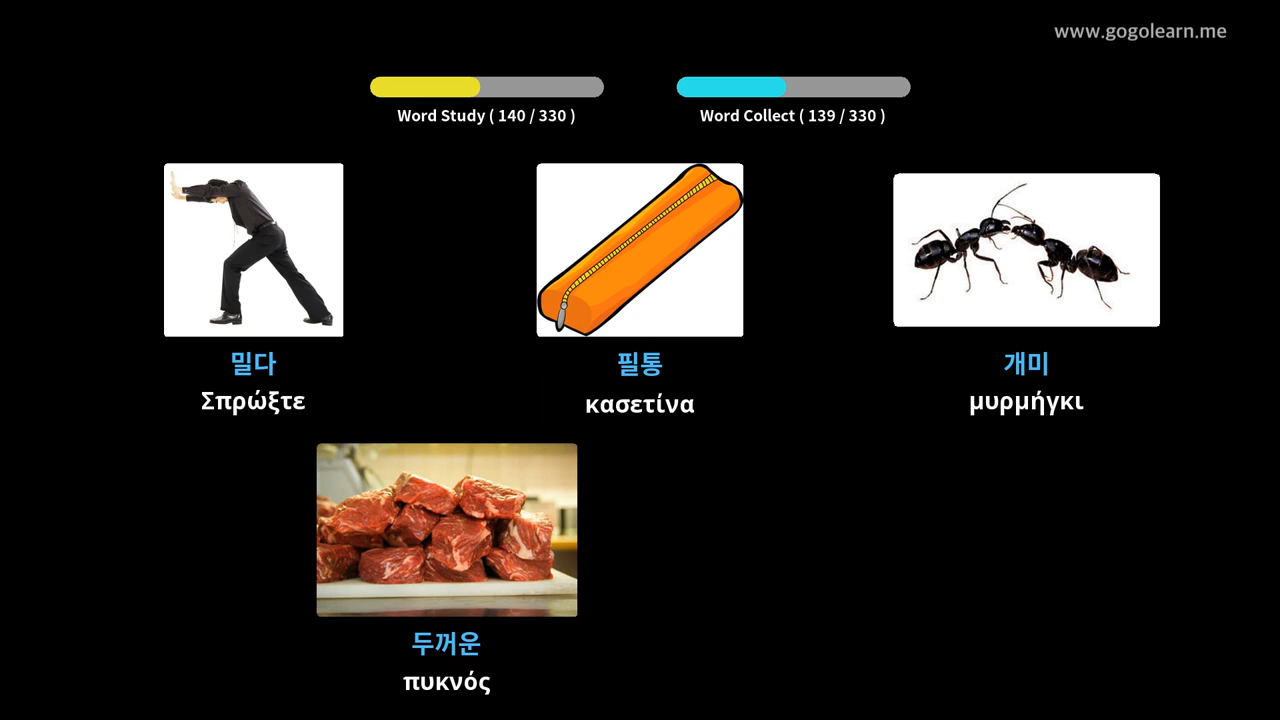 www.gogolearn.me
Word Study ( 140 / 330 )
Word Collect ( 139 / 330 )
밀다
Σπρώξτε
필통
κασετίνα
개미
μυρμήγκι
두꺼운
πυκνός